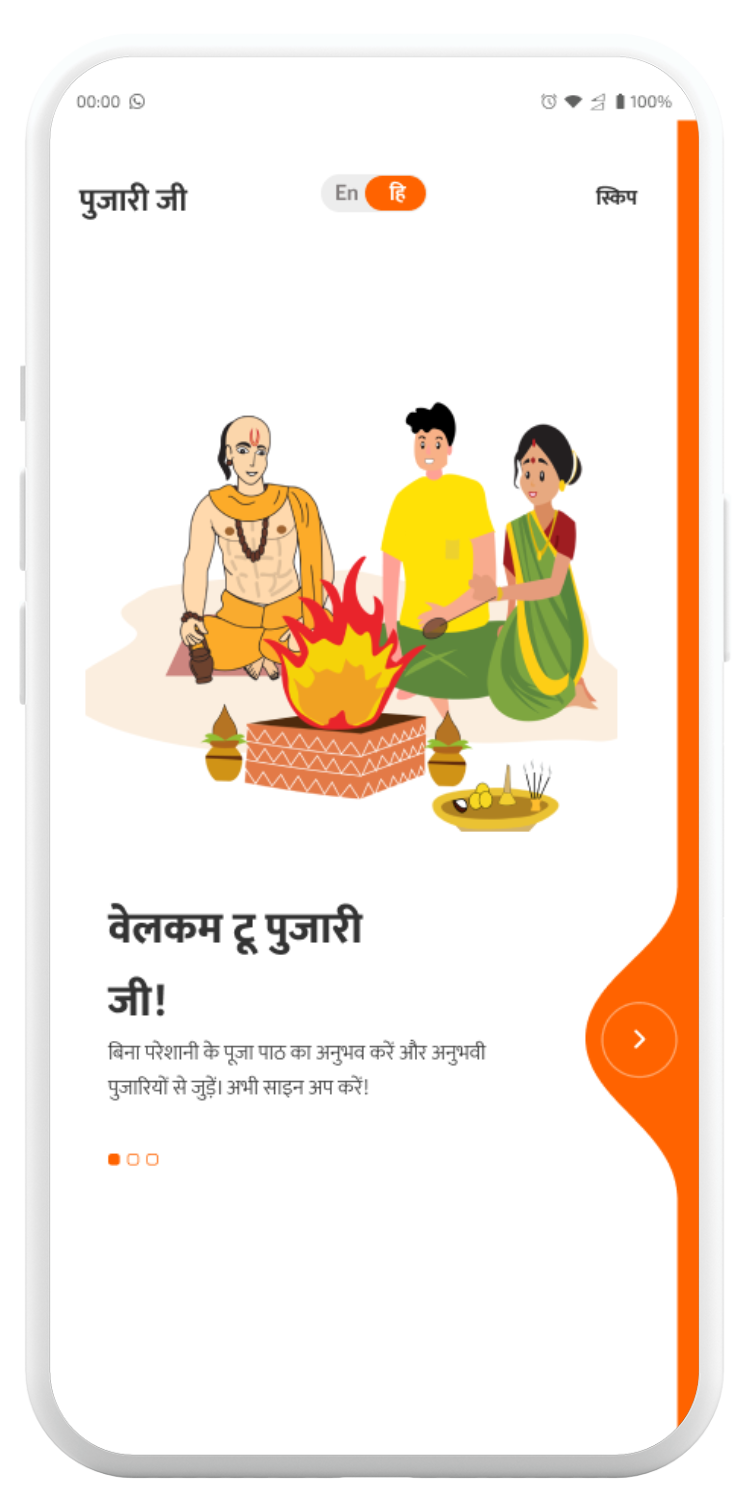 00:00 100%
पुजारी जी En हि स्किप
वेलकम टू पुजारी
जी!
बिना परेशानी के पूजा पाठ का अनुभव करें और अनुभवी
पुजारियों से जुड़ें। अभी साइन अप करें!